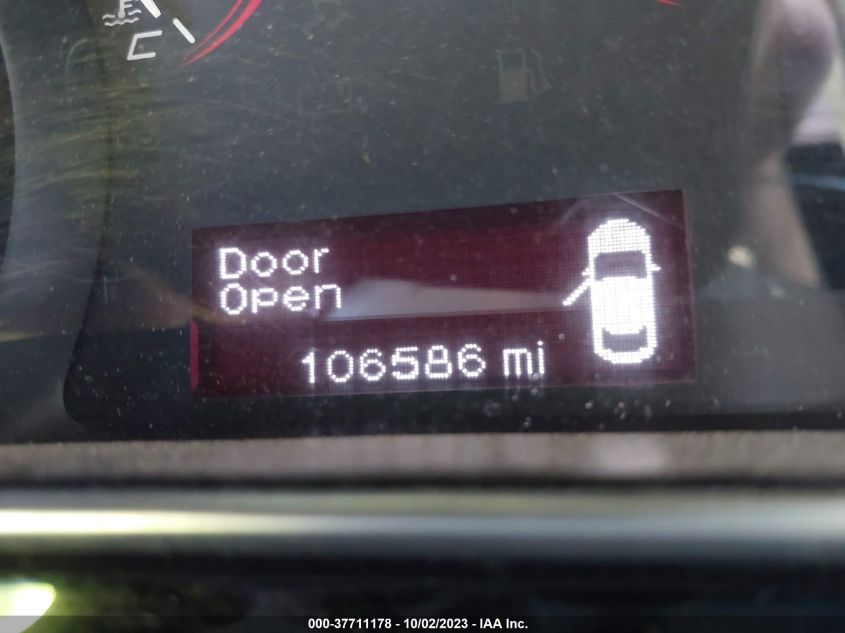 C
Door
Open
106586 mi
000-37711178 - 10/02/2023 - IAA Inc.